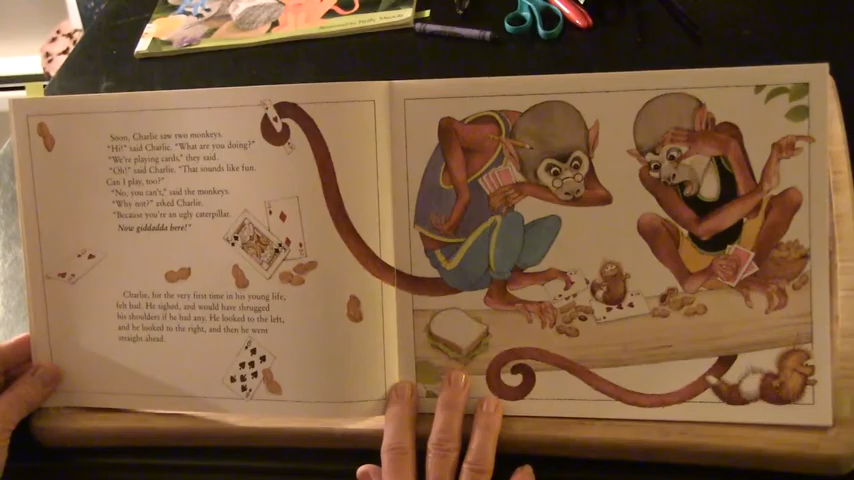 Soon, Charlie saw two monkeys.
"Hi!" said Charlie. "What are you doing?"
"We're playing cards," they said.
"Oh!" said Charlie. "That sounds like fun.
Can I play, too?"
"No, you can't," said the monkeys.
"Why not?" asked Charlie.
"Because you're an ugly caterpillar.
Now giddadda here!"
Charlie, for the very first time in his young life,
felt bad. He sighed, and would have shrugged
his shoulders if he had any. He looked to the left,
and he looked to the right, and then he went
straight ahead.